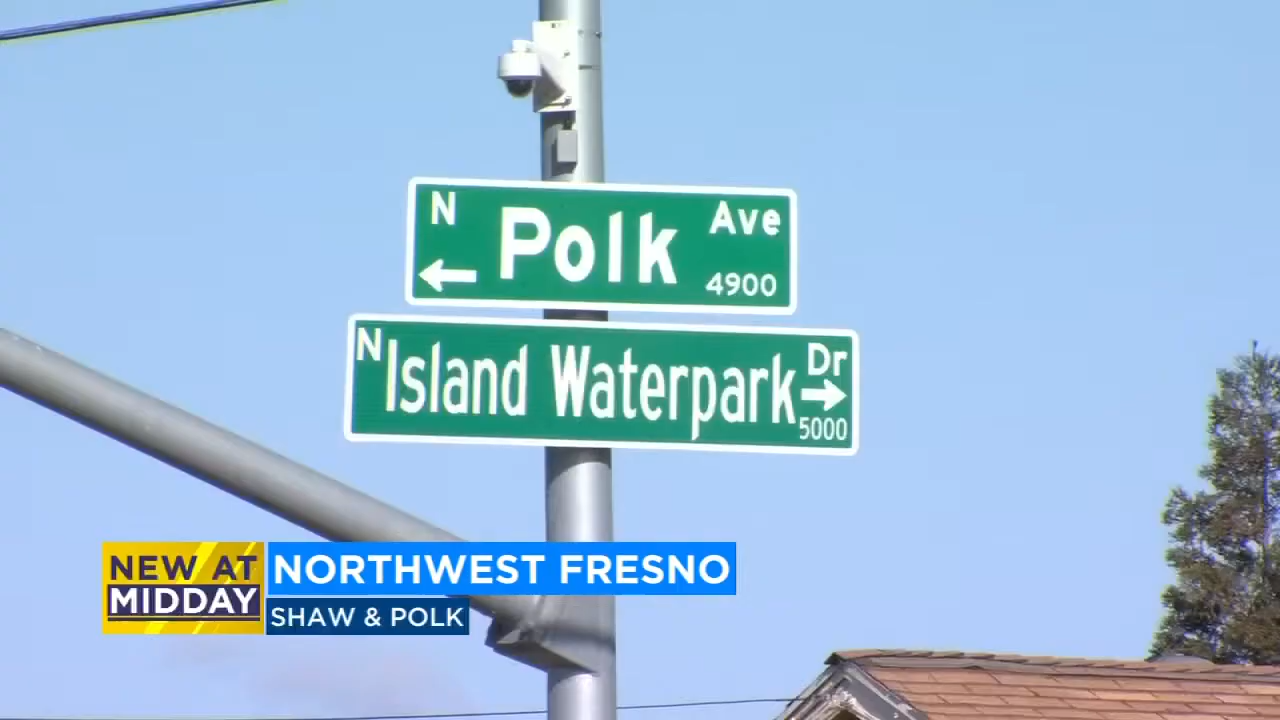 N Polk Ave
4900
N Island Waterpark Dr
5000
NEW AT
MIDDAY
NORTHWEST FRESNO
SHAW & POLK